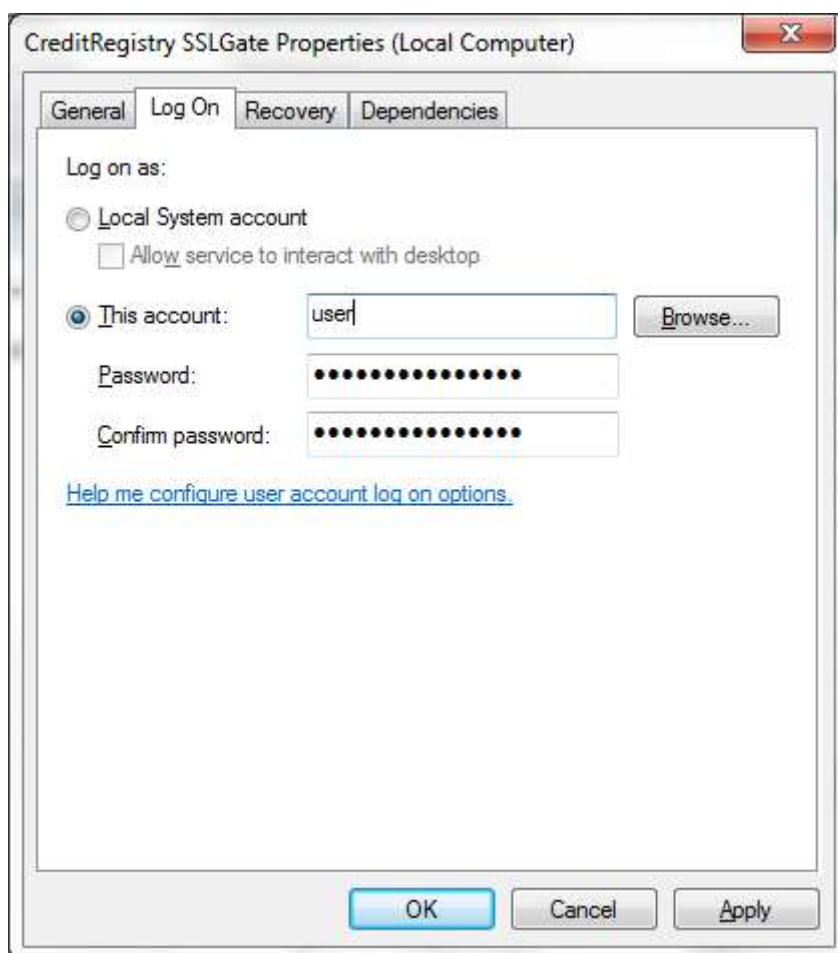 CreditRegistry SSLGate Properties (Local Computer)
General Log On Recovery Dependencies
Log on as:
Local System account
Allow service to interact with desktop
This account: user Browse...
Password: •••••••••••••••
Confirm password: •••••••••••••••
Help me configure user account log on options.
OK Cancel Apply